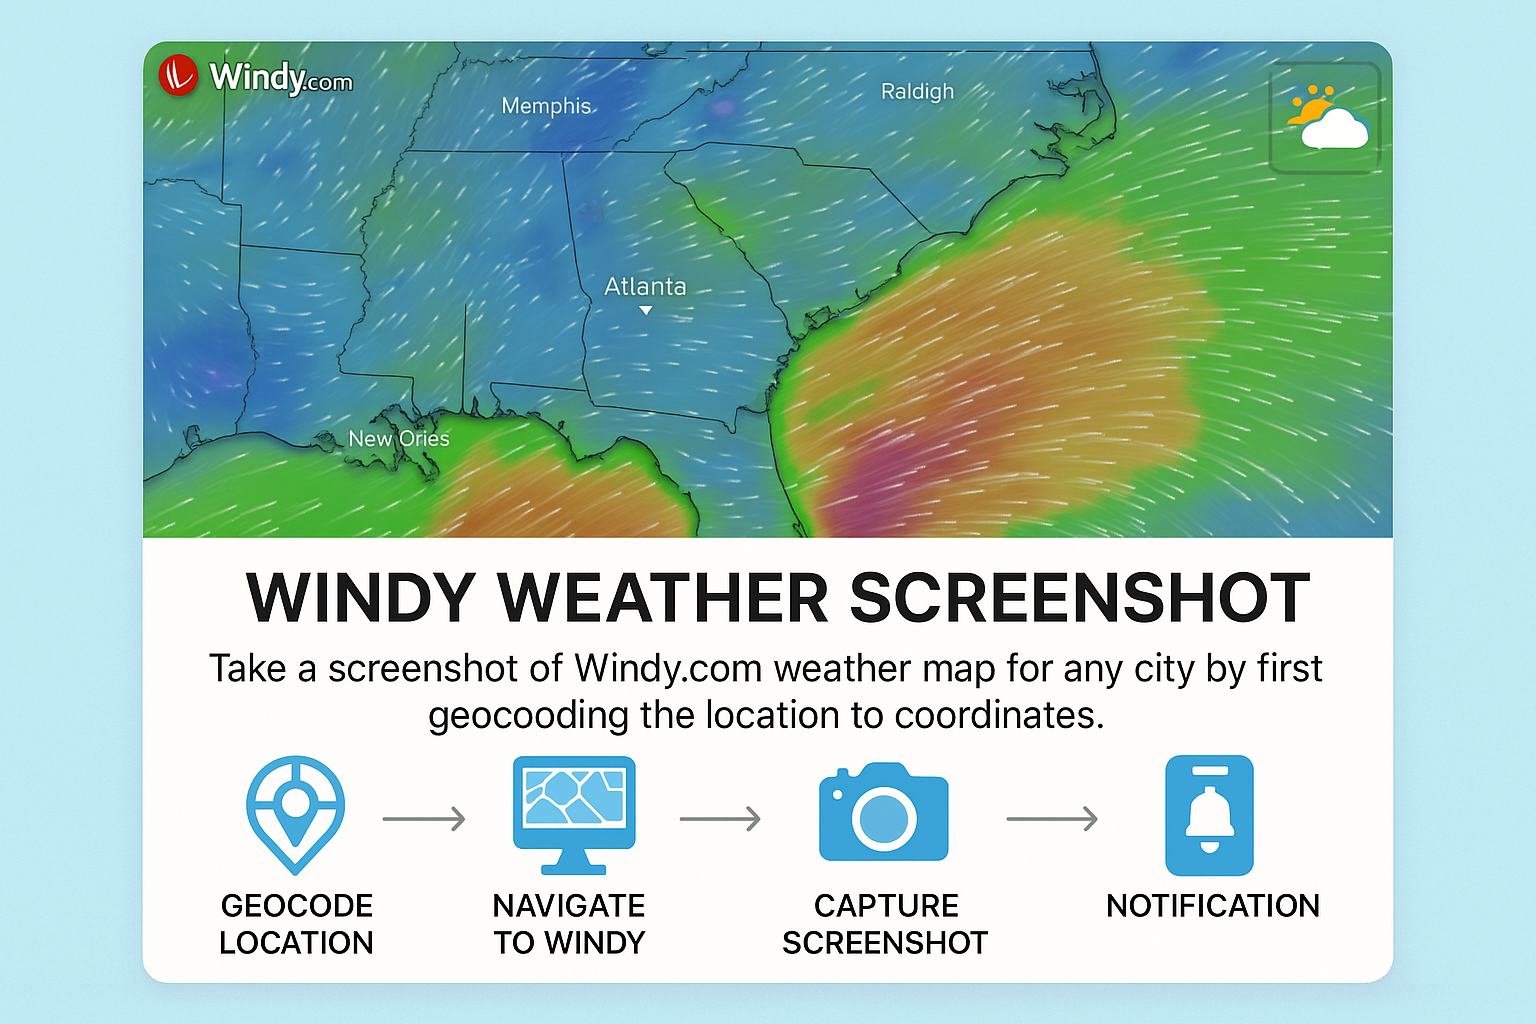 Windy.com
Memphis
Raldigh
Atlanta
New Ories
WINDY WEATHER SCREENSHOT
Take a screenshot of Windy.com weather map for any city by first
geocooding the location to coordinates.
GEOCODE
LOCATION
NAVIGATE
TO WINDY
CAPTURE
SCREENSHOT
NOTIFICATION